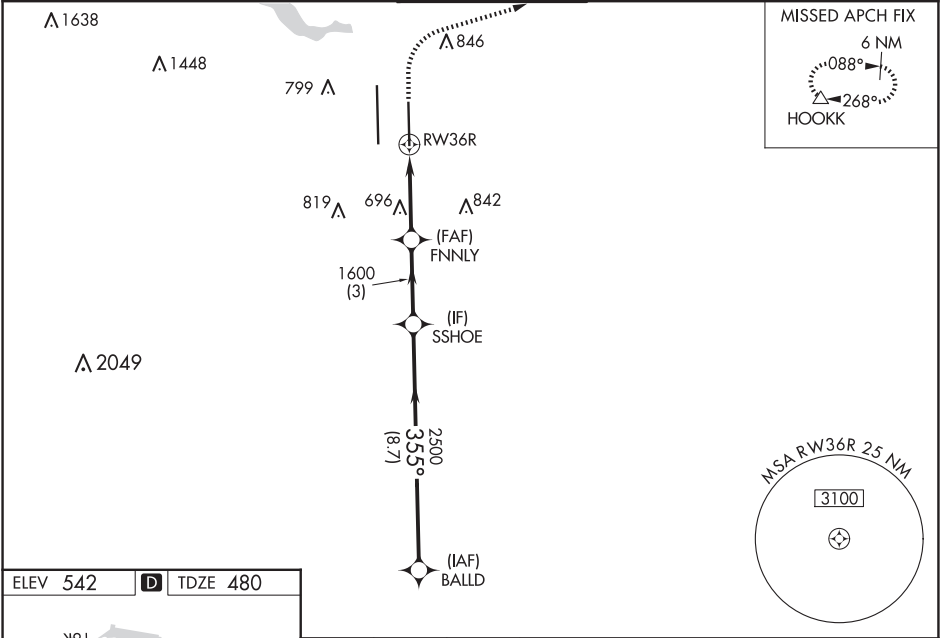 1638
1448
799
846
MISSED APCH FIX
6 NM
088°
268°
HOOKK
RW36R
819
696
842
(FAF)
FNNLY
1600
(3)
(IF)
SSHOE
2049
2500
355°
(8.7)
(IAF)
BALLD
MSA RW36R 25 NM
3100
ELEV 542
D
TDZE 480